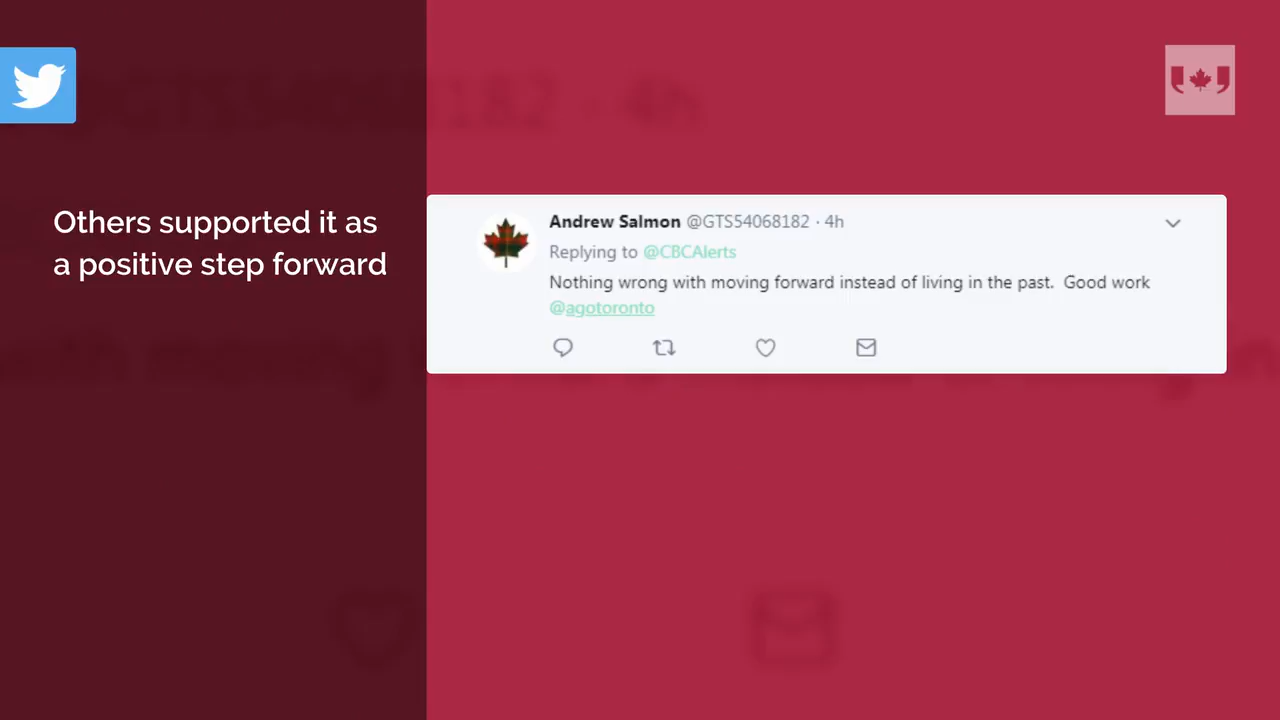 Others supported it as
a positive step forward
Andrew Salmon @GTS54068182 · 4h
Replying to @CBCAlerts
Nothing wrong with moving forward instead of living in the past.  Good work
@agotoronto